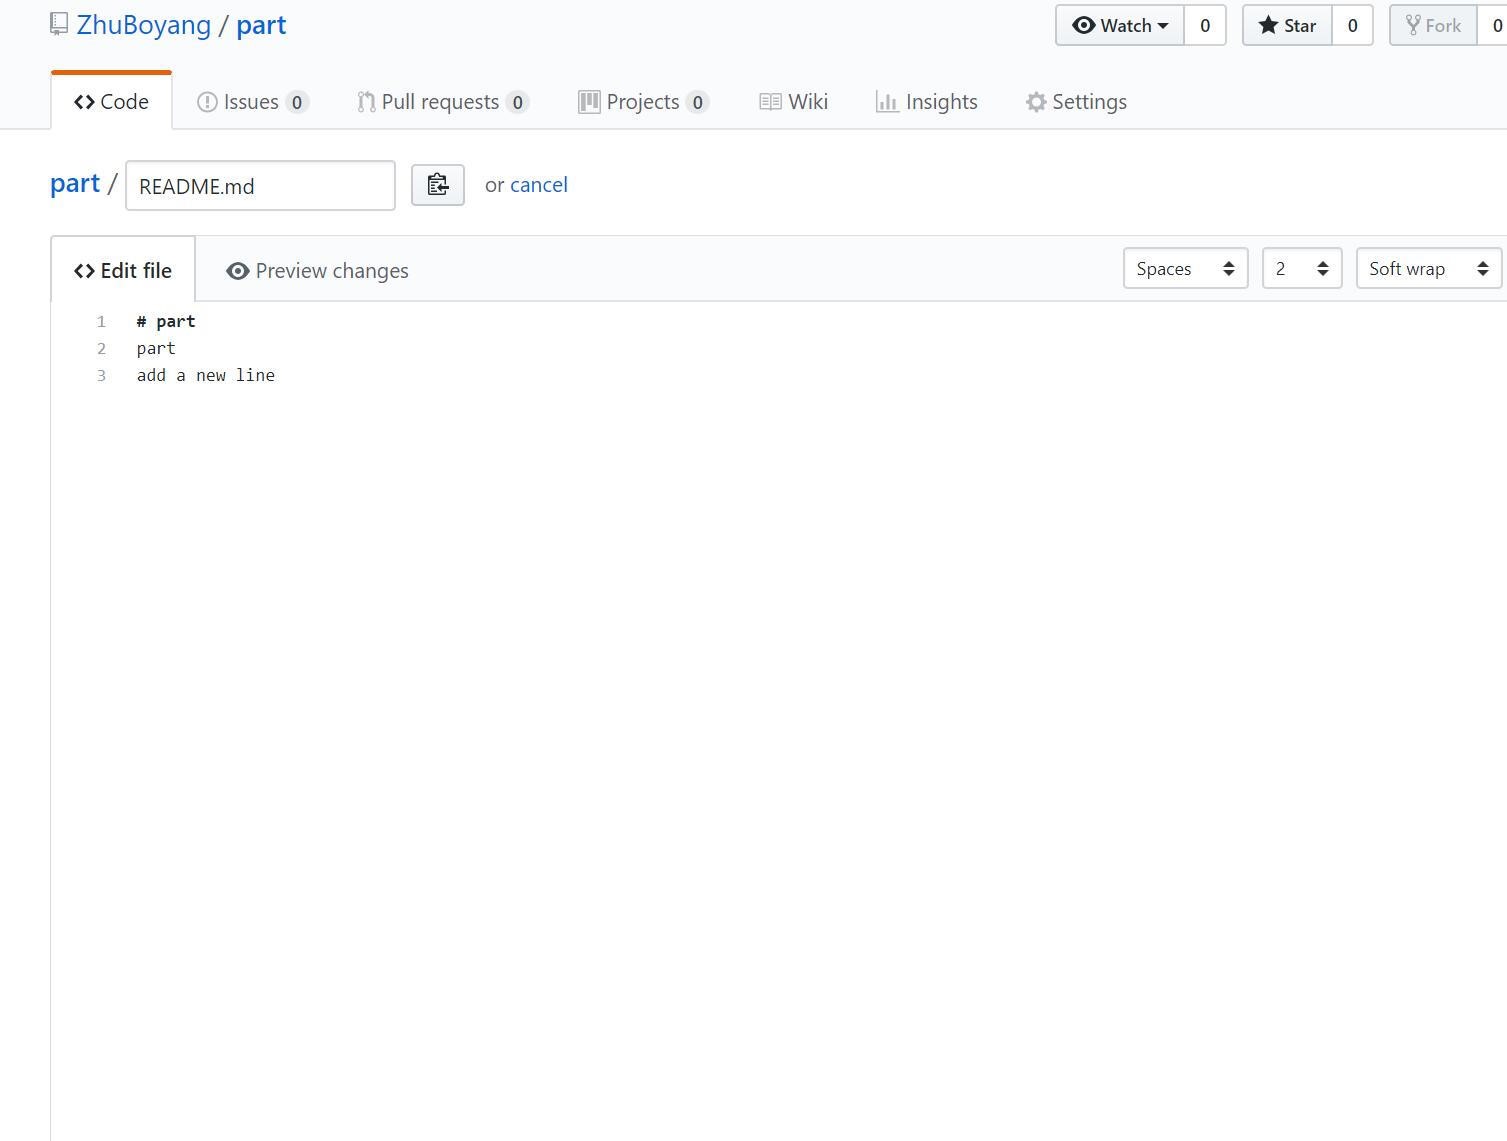 ZhuBoyang / part Watch 0 Star 0 Fork 0
Code Issues 0 Pull requests 0 Projects 0 Wiki Insights Settings
part / README.md or cancel
Edit file Preview changes Spaces 2 Soft wrap
1 # part
2 part
3 add a new line